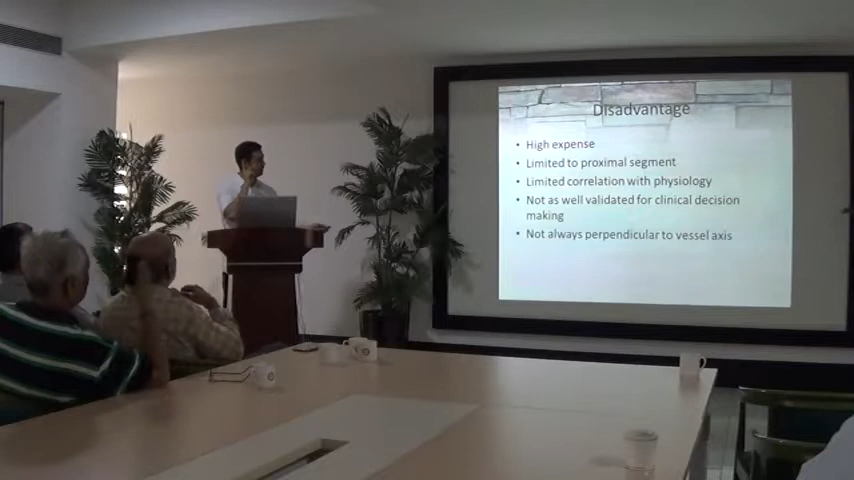 Disadvantage
• High expense
• Limited to proximal segment
• Limited correlation with physiology
• Not as well validated for clinical decision
making
• Not always perpendicular to vessel axis